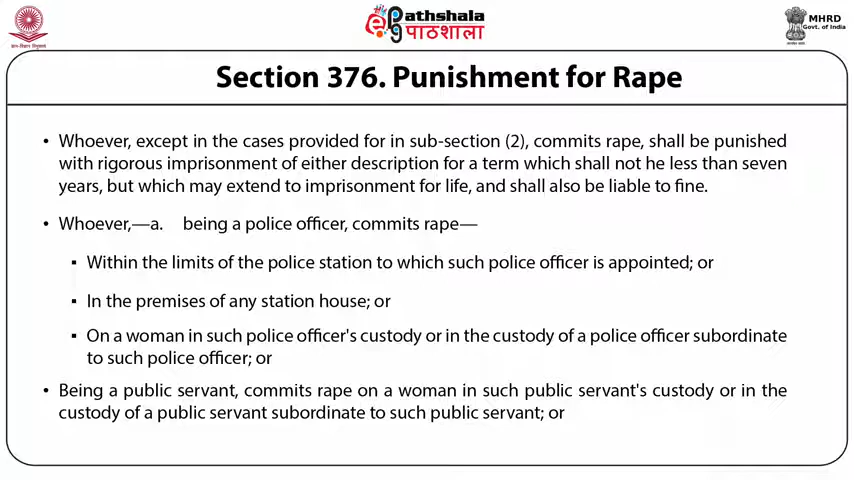 ज्ञान-विज्ञान विमुक्तये
ePathshala
पाठशाला
MHRD
Govt. of India
Section 376. Punishment for Rape
• Whoever, except in the cases provided for in sub-section (2), commits rape, shall be punished
with rigorous imprisonment of either description for a term which shall not he less than seven
years, but which may extend to imprisonment for life, and shall also be liable to fine.
• Whoever,—a. being a police officer, commits rape—
▪ Within the limits of the police station to which such police officer is appointed; or
▪ In the premises of any station house; or
▪ On a woman in such police officer's custody or in the custody of a police officer subordinate
to such police officer; or
• Being a public servant, commits rape on a woman in such public servant's custody or in the
custody of a public servant subordinate to such public servant; or